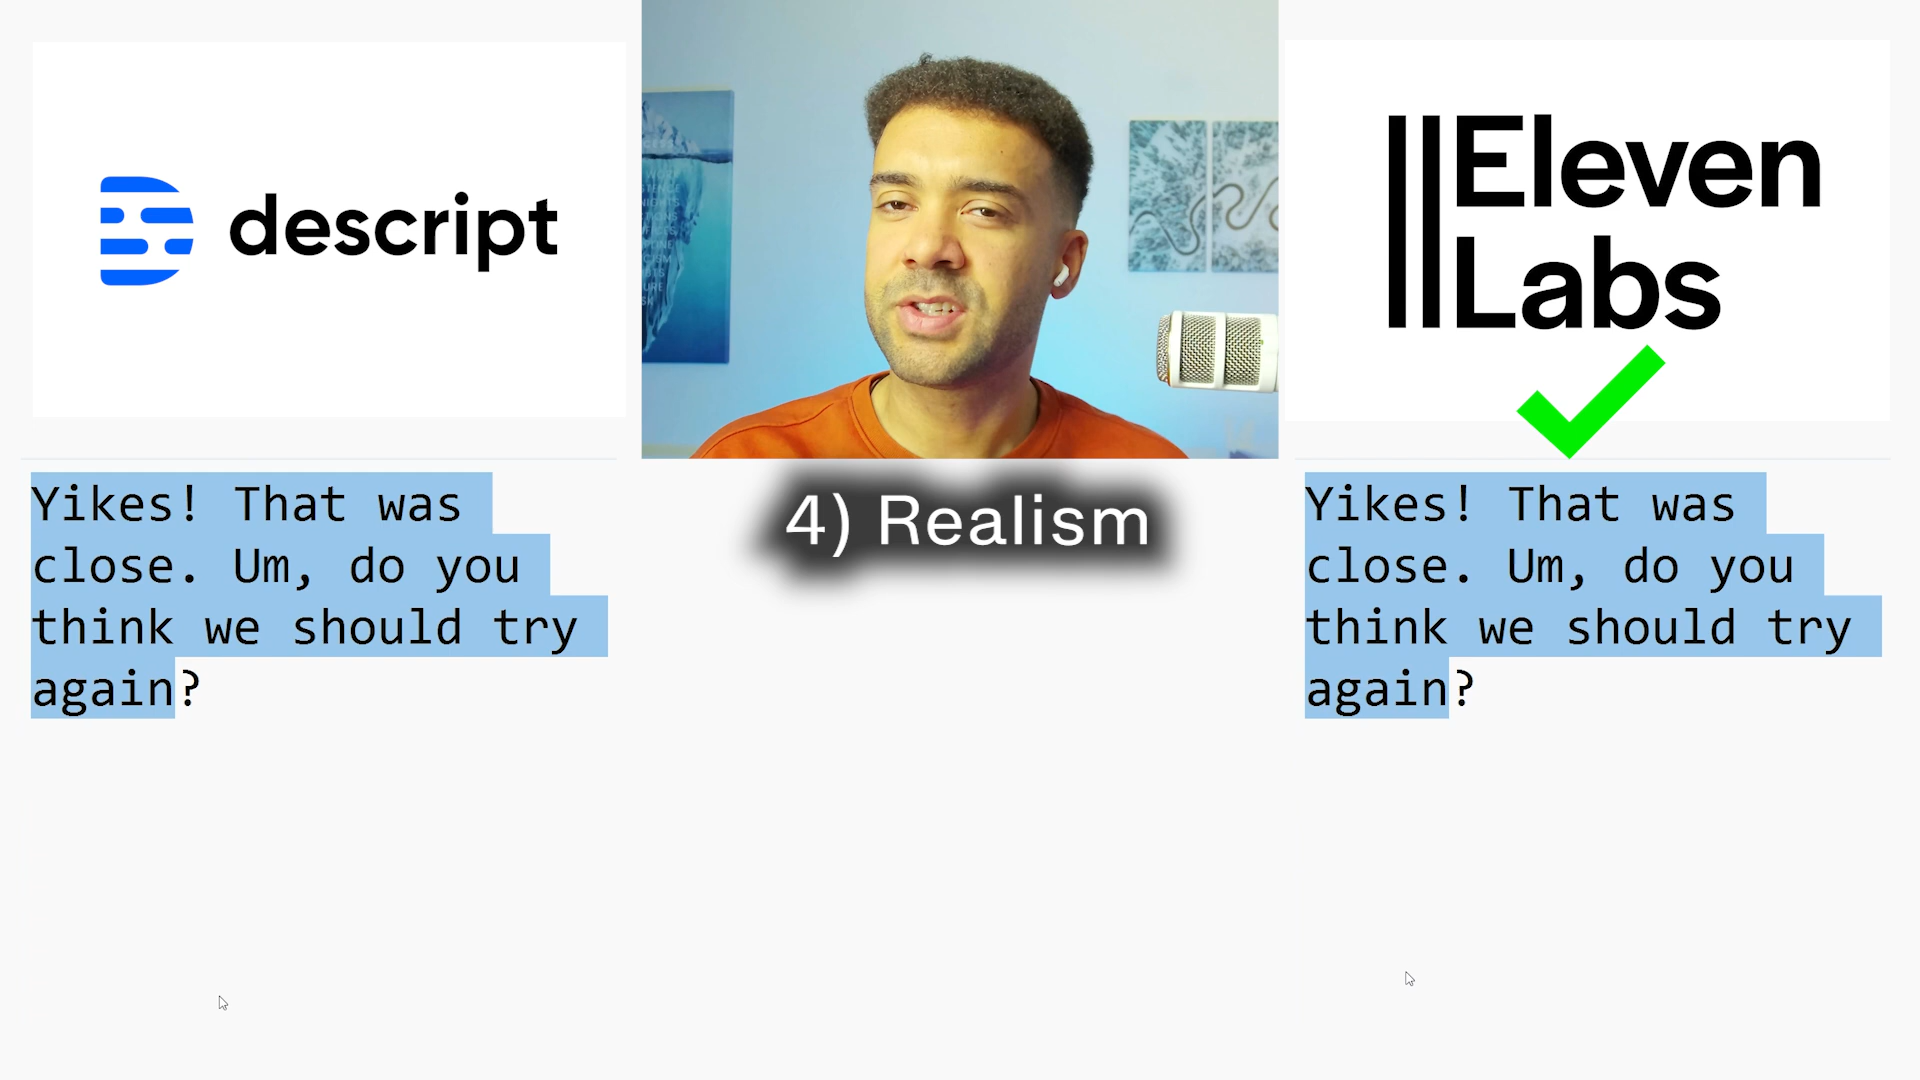 descript
Eleven
Labs
4) Realism
Yikes! That was
close. Um, do you
think we should try
again?
Yikes! That was
close. Um, do you
think we should try
again?